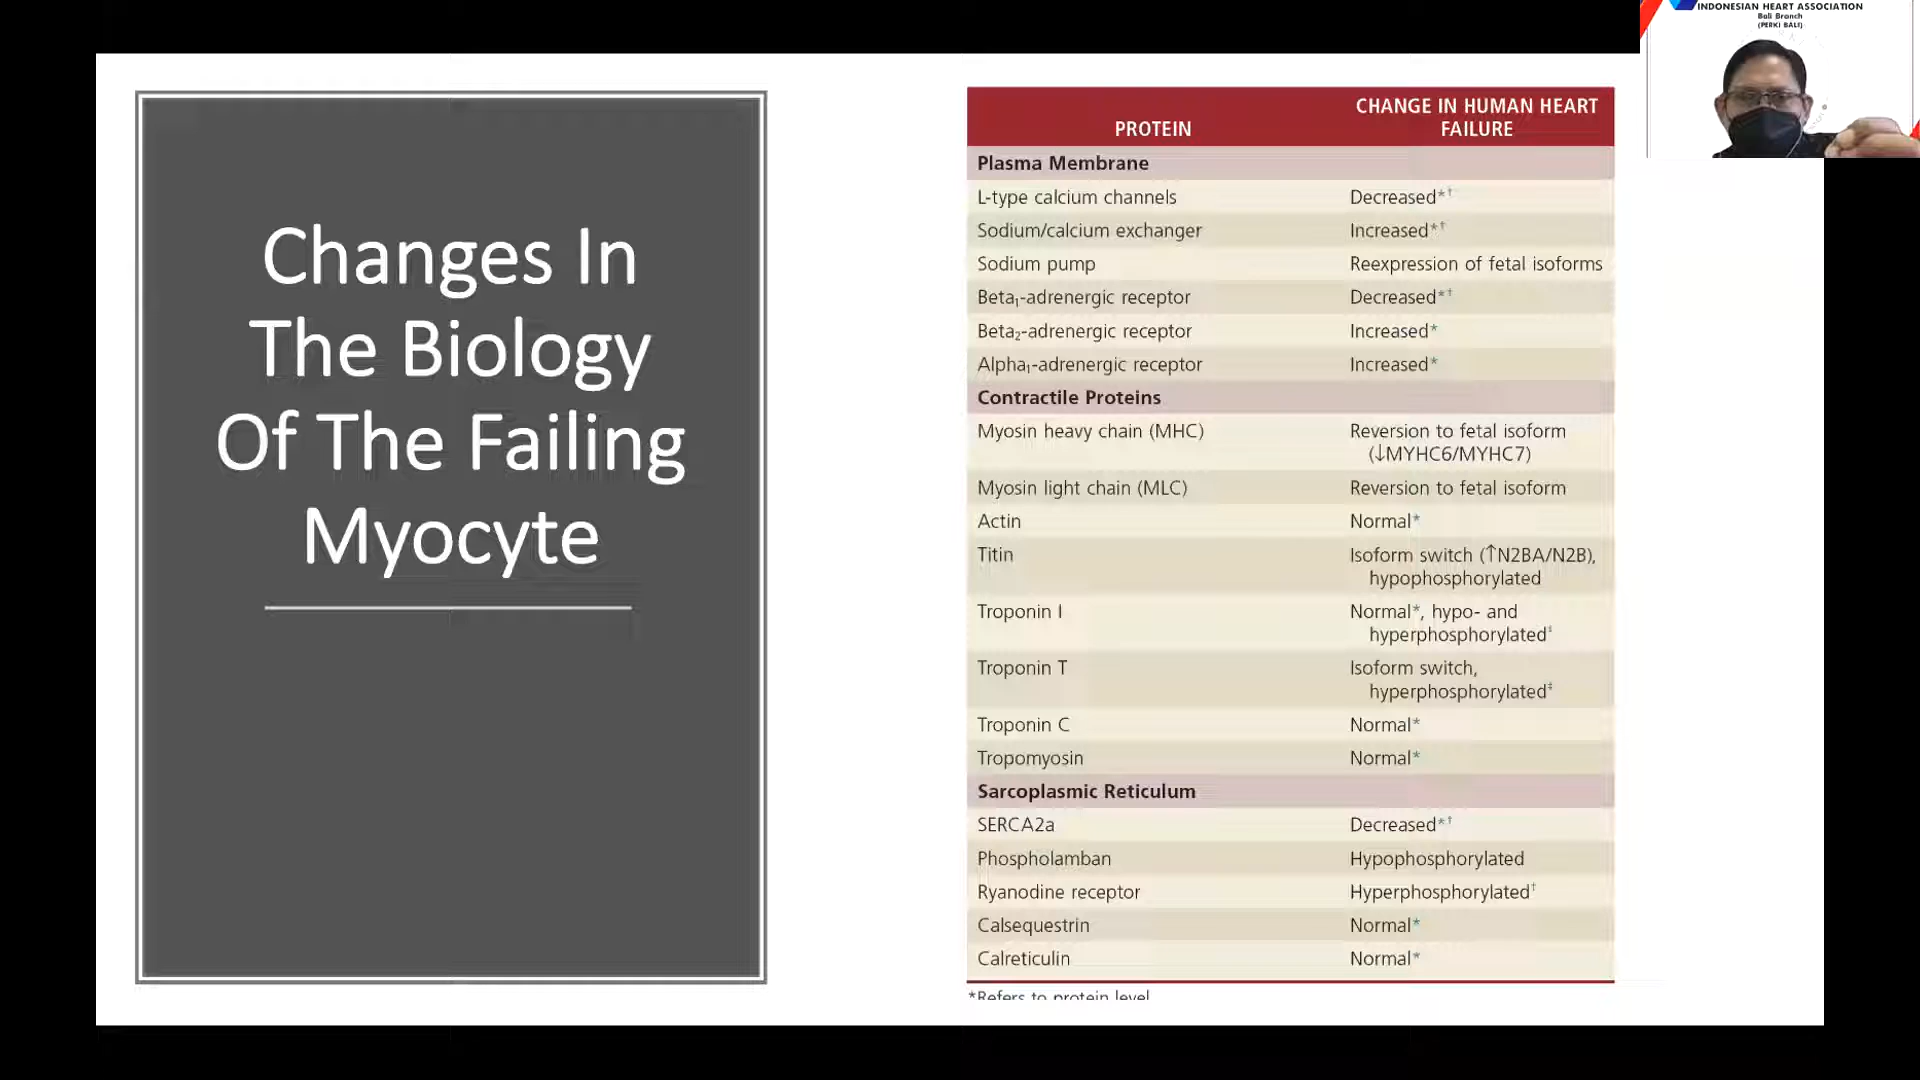 INDONESIAN HEART ASSOCIATION
Bali Branch
(PERKI BALI)
Changes In
The Biology
Of The Failing
Myocyte
PROTEIN CHANGE IN HUMAN HEART FAILURE
Plasma Membrane
L-type calcium channels Decreased*†
Sodium/calcium exchanger Increased*†
Sodium pump Reexpression of fetal isoforms
Beta₁-adrenergic receptor Decreased*†
Beta₂-adrenergic receptor Increased*
Alpha₁-adrenergic receptor Increased*
Contractile Proteins
Myosin heavy chain (MHC) Reversion to fetal isoform
(↓MYHC6/MYHC7)
Myosin light chain (MLC) Reversion to fetal isoform
Actin Normal*
Titin Isoform switch (↑N2BA/N2B),
hypophosphorylated
Troponin I Normal*, hypo- and
hyperphosphorylated‡
Troponin T Isoform switch,
hyperphosphorylated‡
Troponin C Normal*
Tropomyosin Normal*
Sarcoplasmic Reticulum
SERCA2a Decreased*†
Phospholamban Hypophosphorylated
Ryanodine receptor Hyperphosphorylated‡
Calsequestrin Normal*
Calreticulin Normal*
*Refers to protein level